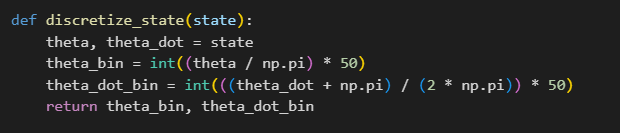 def discretize_state(state):
    theta, theta_dot = state
    theta_bin = int((theta / np.pi) * 50)
    theta_dot_bin = int(((theta_dot + np.pi) / (2 * np.pi)) * 50)
    return theta_bin, theta_dot_bin